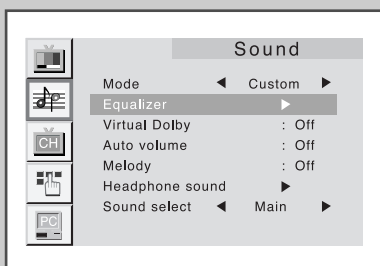 Sound
Mode ◀ Custom ▶
Equalizer ▶
Virtual Dolby : Off
Auto volume : Off
Melody : Off
Headphone sound ▶
Sound select ◀ Main ▶
CH
PC